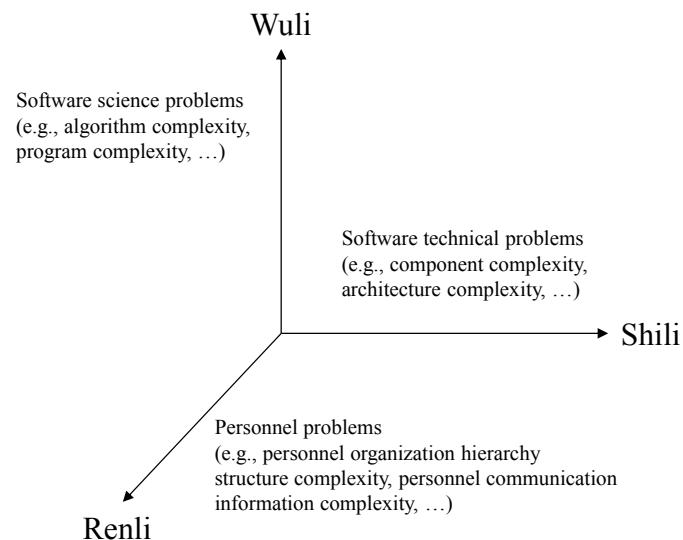 Wuli
Software science problems
(e.g., algorithm complexity,
program complexity, …)
Software technical problems
(e.g., component complexity,
architecture complexity, …)
Shili
Personnel problems
(e.g., personnel organization hierarchy
structure complexity, personnel communication
information complexity, …)
Renli